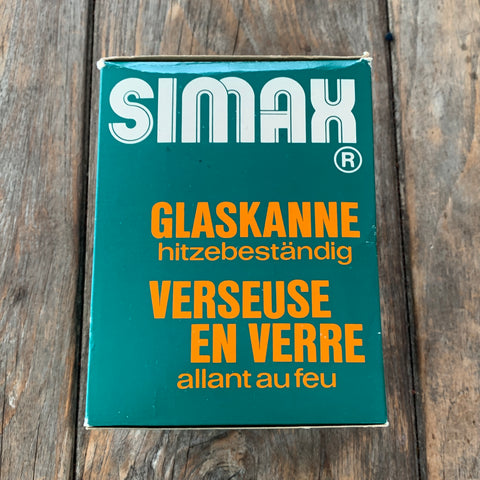 SIMAX
®
GLASKANNE
hitzebeständig
VERSEUSE
EN VERRE
allant au feu